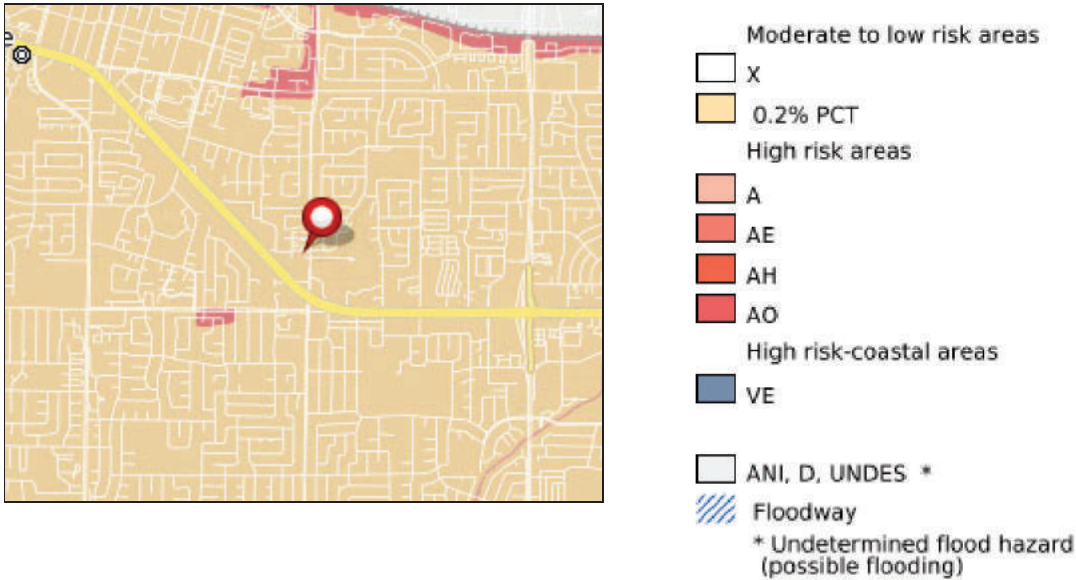 e
Moderate to low risk areas
X
0.2% PCT
High risk areas
A
AE
AH
AO
High risk-coastal areas
VE
ANI, D, UNDES *
Floodway
* Undetermined flood hazard
(possible flooding)